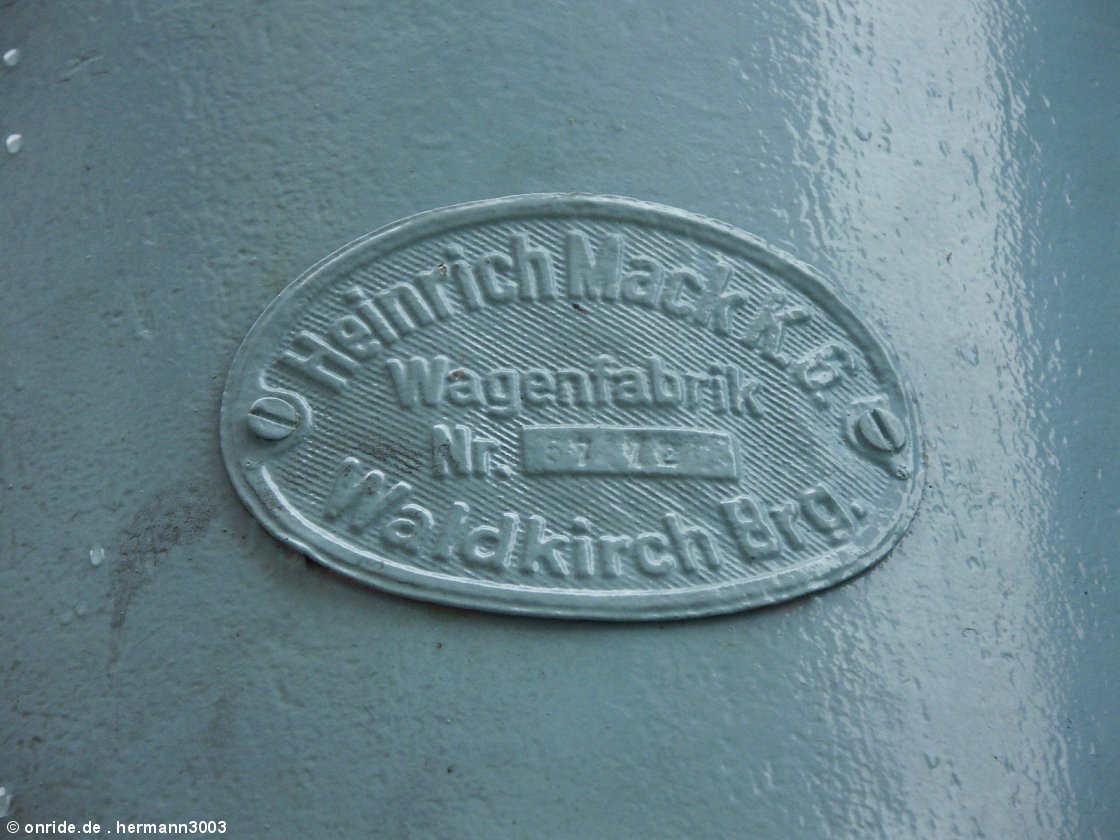 Heinrich Mack K.G.
Wagenfabrik
Nr.
Waldkirch Brg.
© onride.de . hermann3003